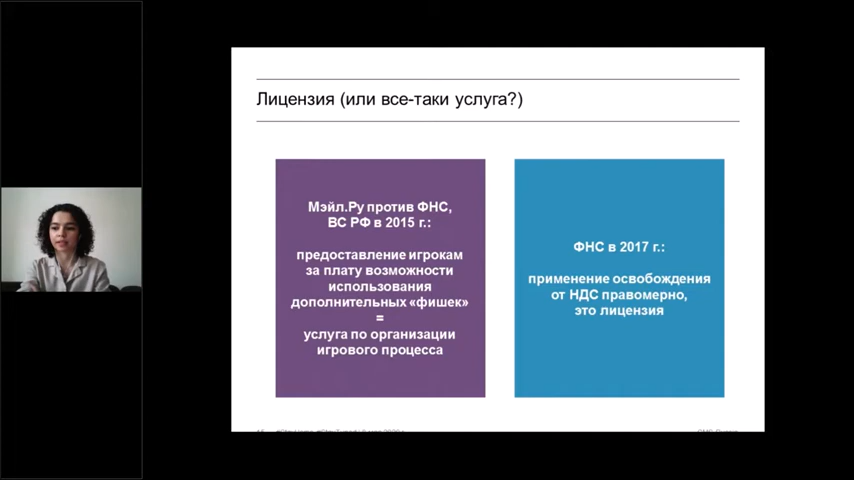 Лицензия (или все-таки услуга?)
Мэйл.Ру против ФНС,
ВС РФ в 2015 г.:
предоставление игрокам
за плату возможности
использования
дополнительных «фишек»
=
услуга по организации
игрового процесса
ФНС в 2017 г.:
применение освобождения
от НДС правомерно,
это лицензия